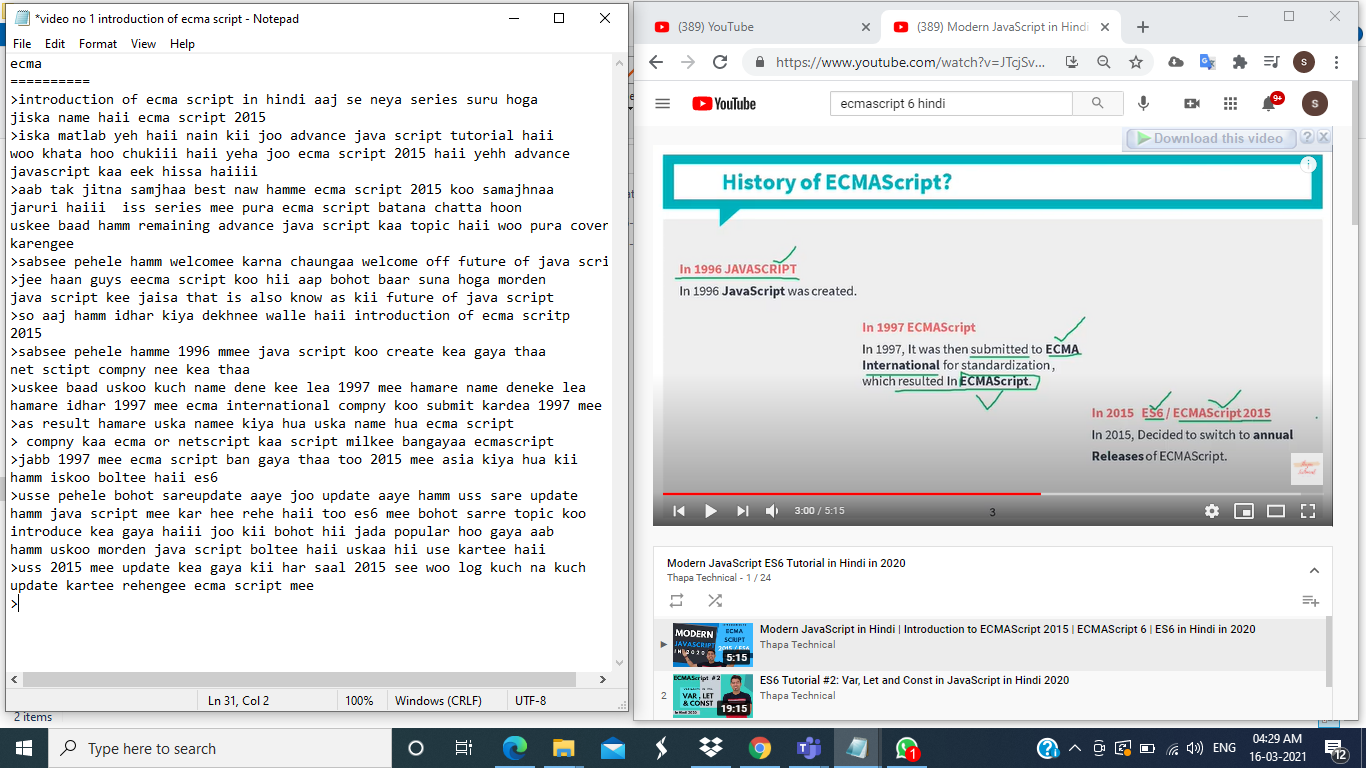 *video no 1 introduction of ecma script - Notepad
File Edit Format View Help
ecma
==========
>introduction of ecma script in hindi aaj se neya series suru hoga
jiska name haii ecma script 2015
>iska matlab yeh haii nain kii joo advance java script tutorial haii
woo khata hoo chukiii haii yeha joo ecma script 2015 haii yehh advance
javascript kaa eek hissa haiiii
>aab tak jitna samjhaa best naw hamme ecma script 2015 koo samajhnaa
jaruri haiii  iss series mee pura ecma script batana chatta hoon
uskee baad hamm remaining advance java script kaa topic haii woo pura cover
karengee
>sabsee pehele hamm welcomee karna chaungaa welcome off future of java scri
>jee haan guys eecma script koo hii aap bohot baar suna hoga morden
java script kee jaisa that is also know as kii future of java script
>so aaj hamm idhar kiya dekhnee walle haii introduction of ecma scritp
2015
>sabsee pehele hamme 1996 mmee java script koo create kea gaya thaa
net sctipt compny nee kea thaa
>uskee baad uskoo kuch name dene kee lea 1997 mee hamare name deneke lea
hamare idhar 1997 mee ecma international compny koo submit kardea 1997 mee
>as result hamare uska namee kiya hua uska name hua ecma script
> compny kaa ecma or netscript kaa script milkee bangayaa ecmascript
>jabb 1997 mee ecma script ban gaya thaa too 2015 mee asia kiya hua kii
hamm iskoo boltee haii es6
>usse pehele bohot sareupdate aaye joo update aaye hamm uss sare update
hamm java script mee kar hee rehe haii too es6 mee bohot sarre topic koo
introduce kea gaya haiii joo kii bohot hii jada popular hoo gaya aab
hamm uskoo morden java script boltee haii uskaa hii use kartee haii
>uss 2015 mee update kea gaya kii har saal 2015 see woo log kuch na kuch
update kartee rehengee ecma script mee
>
Ln 31, Col 2 100% Windows (CRLF) UTF-8
2 items
(389) YouTube
(389) Modern JavaScript in Hindi
https://www.youtube.com/watch?v=JTcjSv...
S
YouTube
ecmascript 6 hindi
9+
S
Download this video ? X
History of ECMAScript?
In 1996 JAVASCRIPT
In 1996 JavaScript was created.
In 1997 ECMAScript
In 1997, It was then submitted to ECMA
International for standardization,
which resulted In ECMAScript.
In 2015 ES6 / ECMAScript 2015
In 2015, Decided to switch to annual
Releases of ECMAScript.
3:00 / 5:15
3
Modern JavaScript ES6 Tutorial in Hindi in 2020
Thapa Technical - 1 / 24
MODERN
JAVASCRIPT
IN 2020
ECMA
SCRIPT
2015 / ES6
5:15
Modern JavaScript in Hindi | Introduction to ECMAScript 2015 | ECMAScript 6 | ES6 in Hindi in 2020
Thapa Technical
2
ECMAScript #2
VAR, LET
& CONST
19:15
ES6 Tutorial #2: Var, Let and Const in JavaScript in Hindi 2020
Thapa Technical
Type here to search
1
ENG
04:29 AM
16-03-2021
12